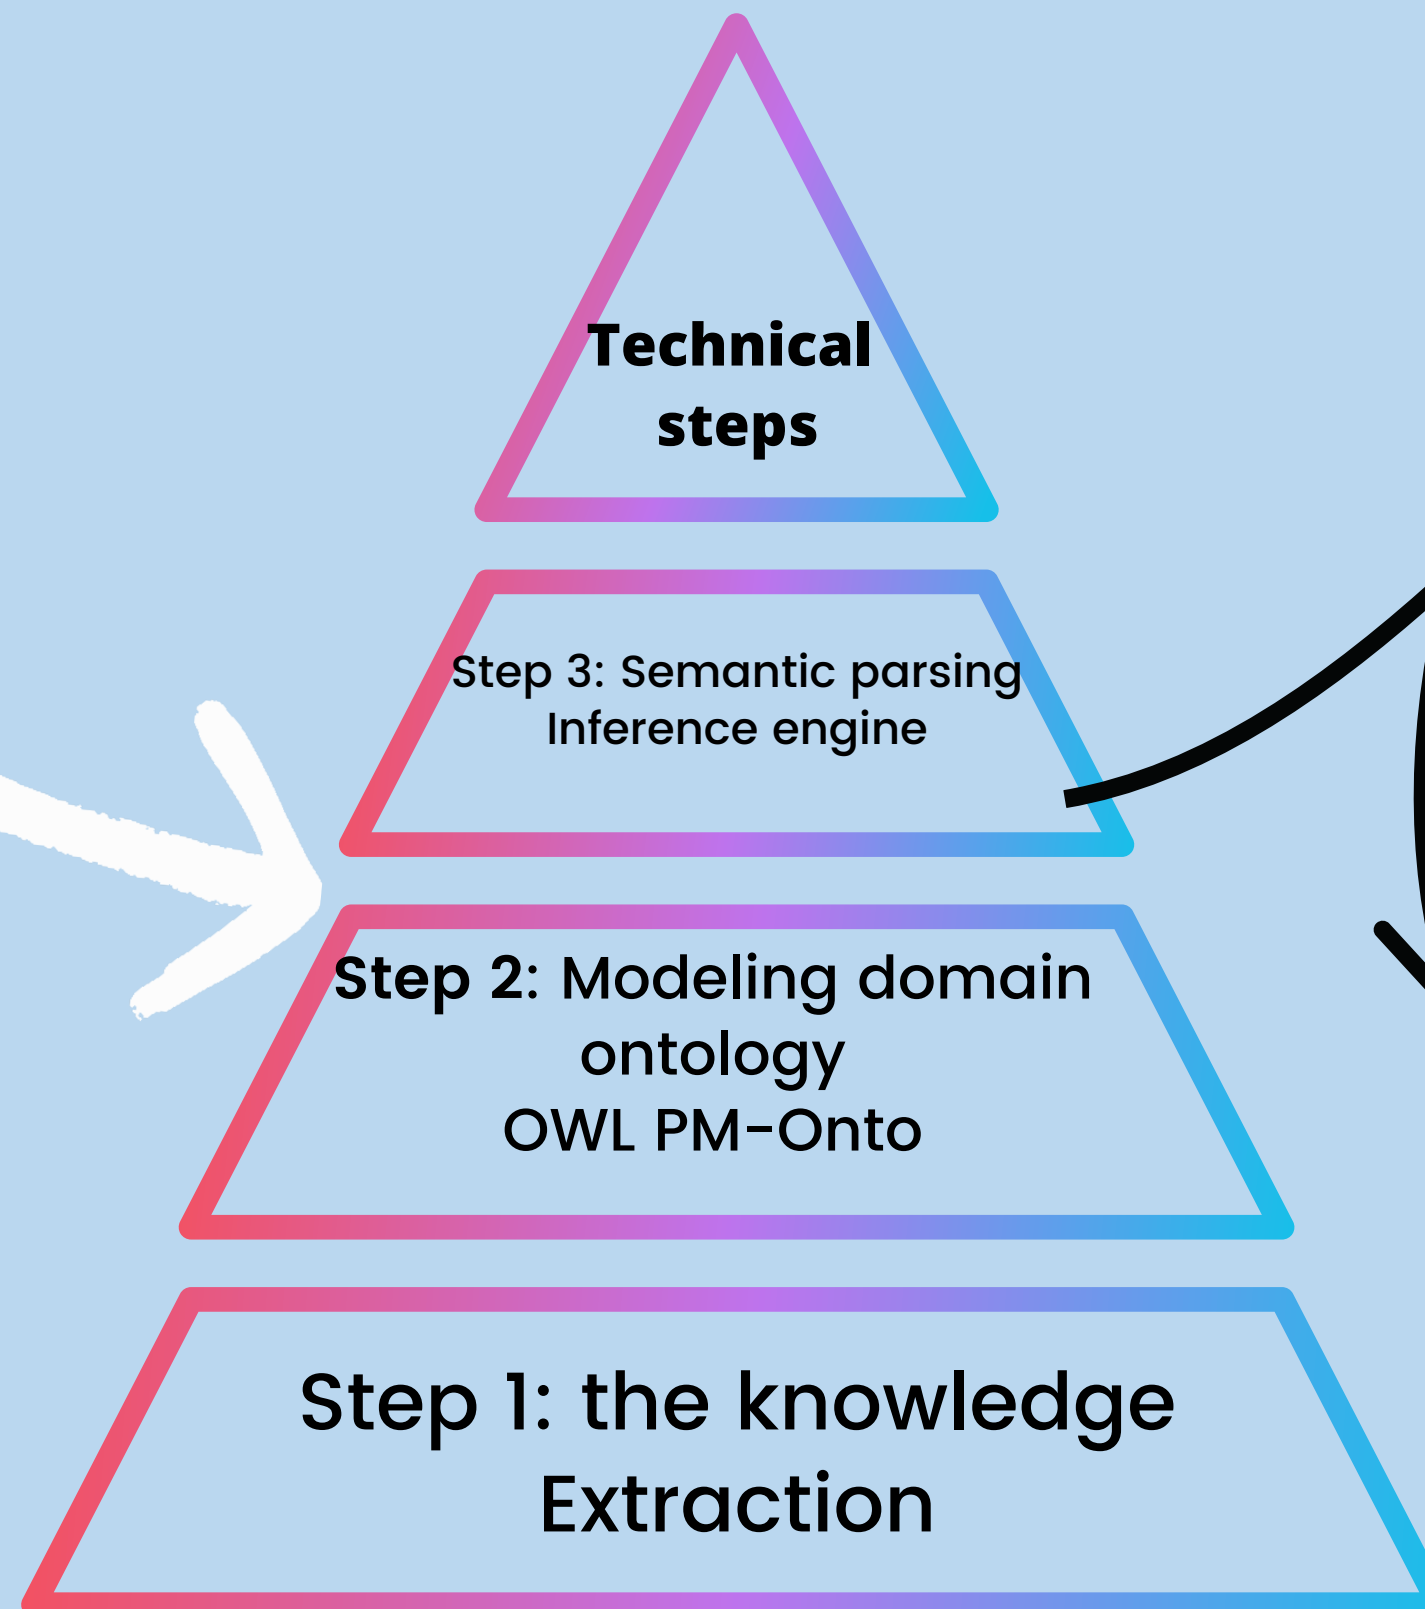 Technical
steps
Step 3: Semantic parsing
Inference engine
Step 2: Modeling domain
ontology
OWL PM-Onto
Step 1: the knowledge
Extraction